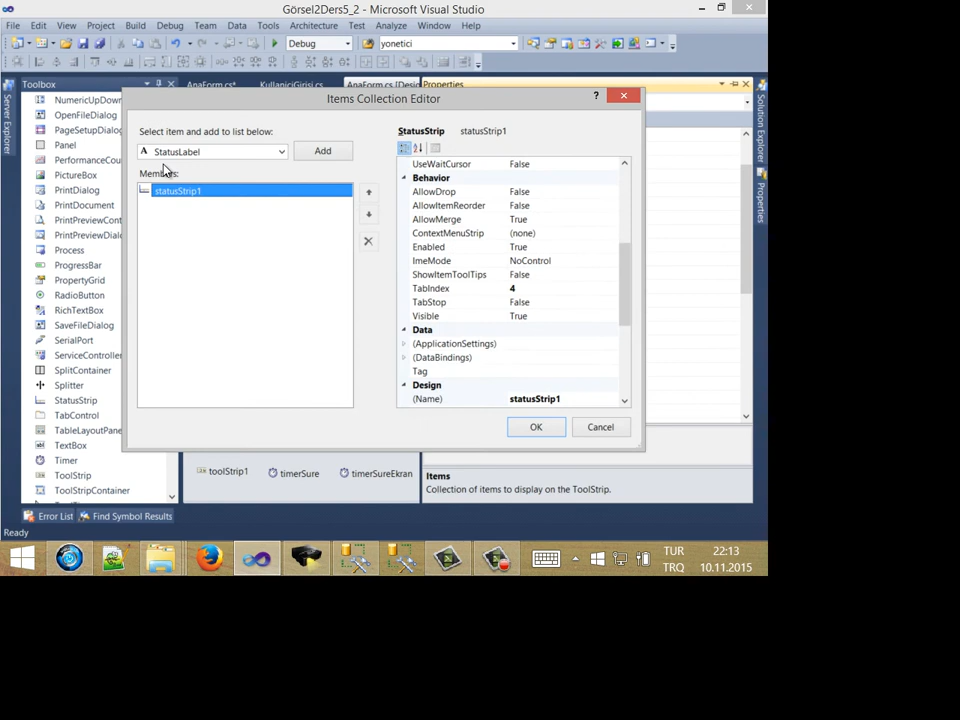 Görsel2Ders5_2 - Microsoft Visual Studio
File Edit View Project Build Debug Team Data Tools Architecture Test Analyze Window Help
Debug yonetici
Toolbox AnaForm.cs* KullaniciGirisi.cs AnaForm.cs [Desi Properties
Items Collection Editor
?
Server Explorer
Solution Explorer
Properties
NumericUpDown
OpenFileDialog
PageSetupDialog
Panel
PerformanceCou
PictureBox
PrintDialog
PrintDocument
PrintPreviewCont
PrintPreviewDialo
Process
ProgressBar
PropertyGrid
RadioButton
RichTextBox
SaveFileDialog
SerialPort
ServiceController
SplitContainer
Splitter
StatusStrip
TabControl
TableLayoutPane
TextBox
Timer
ToolStrip
ToolStripContainer
Select item and add to list below:
A StatusLabel Add
Members:
statusStrip1
StatusStrip statusStrip1
UseWaitCursor False
Behavior
AllowDrop False
AllowItemReorder False
AllowMerge True
ContextMenuStrip (none)
Enabled True
ImeMode NoControl
ShowItemToolTips False
TabIndex 4
TabStop False
Visible True
Data
(ApplicationSettings)
(DataBindings)
Tag
Design
(Name) statusStrip1
OK Cancel
toolStrip1 timerSure timerSureEkran
Items
Collection of items to display on the ToolStrip.
Error List Find Symbol Results
Ready
TUR 22:13
TRQ 10.11.2015